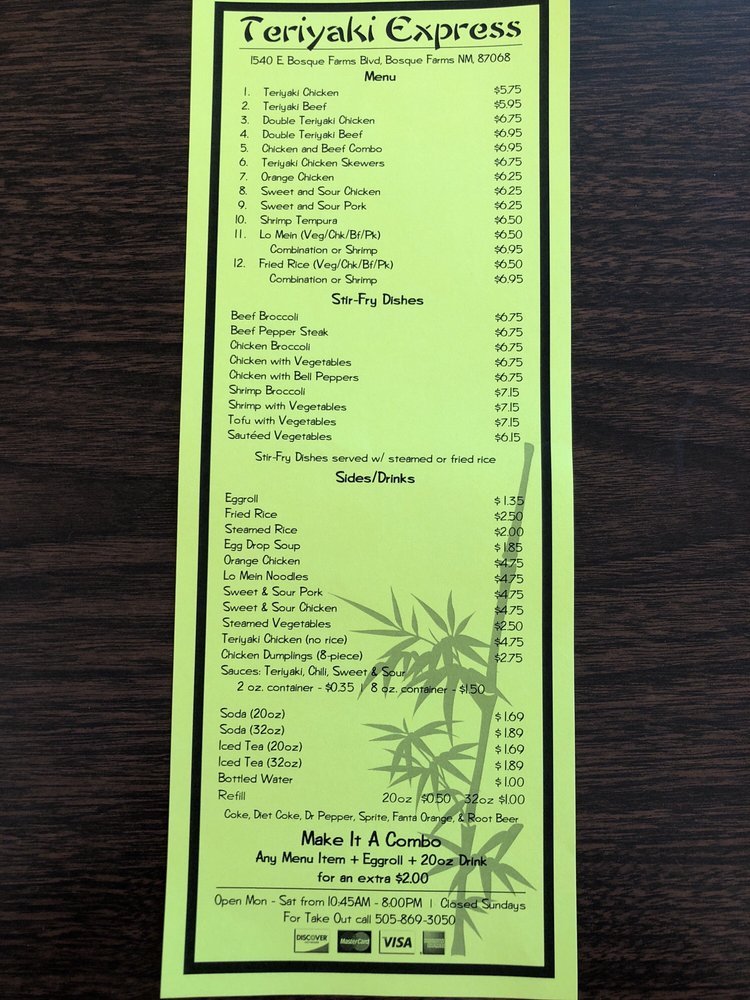 Teriyaki Express
1540 E. Bosque Farms Blvd, Bosque Farms NM, 87068
Menu
1. Teriyaki Chicken $5.75
2. Teriyaki Beef $5.95
3. Double Teriyaki Chicken $6.75
4. Double Teriyaki Beef $6.95
5. Chicken and Beef Combo $6.95
6. Teriyaki Chicken Skewers $6.75
7. Orange Chicken $6.25
8. Sweet and Sour Chicken $6.25
9. Sweet and Sour Pork $6.25
10. Shrimp Tempura $6.50
11. Lo Mein (Veg/Chk/Bf/Pk) $6.50
Combination or Shrimp $6.95
12. Fried Rice (Veg/Chk/Bf/Pk) $6.50
Combination or Shrimp $6.95
Stir-Fry Dishes
Beef Broccoli $6.75
Beef Pepper Steak $6.75
Chicken Broccoli $6.75
Chicken with Vegetables $6.75
Chicken with Bell Peppers $6.75
Shrimp Broccoli $7.15
Shrimp with Vegetables $7.15
Tofu with Vegetables $7.15
Sautéed Vegetables $6.15
Stir-Fry Dishes served w/ steamed or fried rice
Sides/Drinks
Eggroll $1.35
Fried Rice $2.50
Steamed Rice $2.00
Egg Drop Soup $1.85
Orange Chicken $4.75
Lo Mein Noodles $4.75
Sweet & Sour Pork $4.75
Sweet & Sour Chicken $4.75
Steamed Vegetables $2.50
Teriyaki Chicken (no rice) $4.75
Chicken Dumplings (8-piece) $2.75
Sauces: Teriyaki, Chili, Sweet & Sour
2 oz. container - $0.35 | 8 oz. container - $1.50
Soda (20oz) $1.69
Soda (32oz) $1.89
Iced Tea (20oz) $1.69
Iced Tea (32oz) $1.89
Bottled Water $1.00
Refill 20oz $0.50 32oz $1.00
Coke, Diet Coke, Dr Pepper, Sprite, Fanta Orange, & Root Beer
Make It A Combo
Any Menu Item + Eggroll + 20oz Drink
for an extra $2.00
Open Mon - Sat from 10:45AM - 8:00PM | Closed Sundays
For Take Out call 505-869-3050
DISCOVER MasterCard VISA